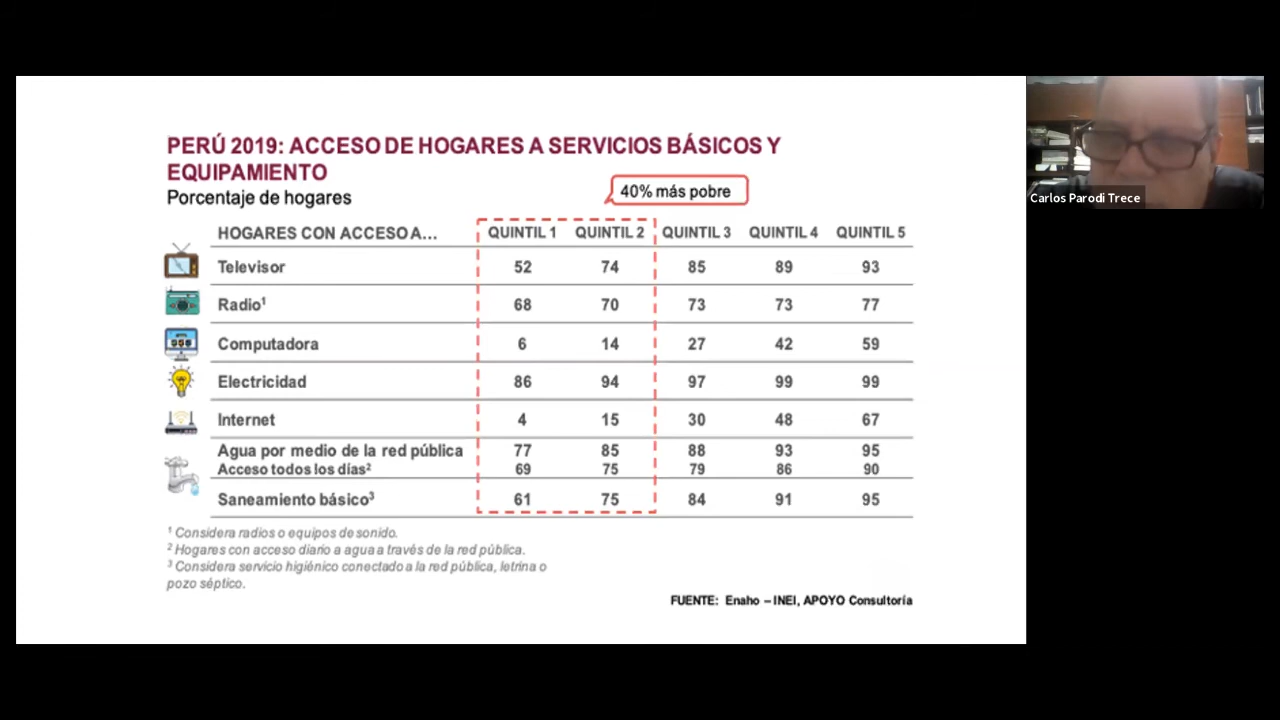 PERÚ 2019: ACCESO DE HOGARES A SERVICIOS BÁSICOS Y
EQUIPAMIENTO
Porcentaje de hogares
40% más pobre
HOGARES CON ACCESO A... QUINTIL 1 QUINTIL 2 QUINTIL 3 QUINTIL 4 QUINTIL 5
Televisor 52 74 85 89 93
Radio¹ 68 70 73 73 77
Computadora 6 14 27 42 59
Electricidad 86 94 97 99 99
Internet 4 15 30 48 67
Agua por medio de la red pública 77 85 88 93 95
Acceso todos los días² 69 75 79 86 90
Saneamiento básico³ 61 75 84 91 95
¹ Considera radios o equipos de sonido.
² Hogares con acceso diario a agua a través de la red pública.
³ Considera servicio higiénico conectado a la red pública, letrina o
pozo séptico.
FUENTE: Enaho – INEI, APOYO Consultoría
Carlos Parodi Trece